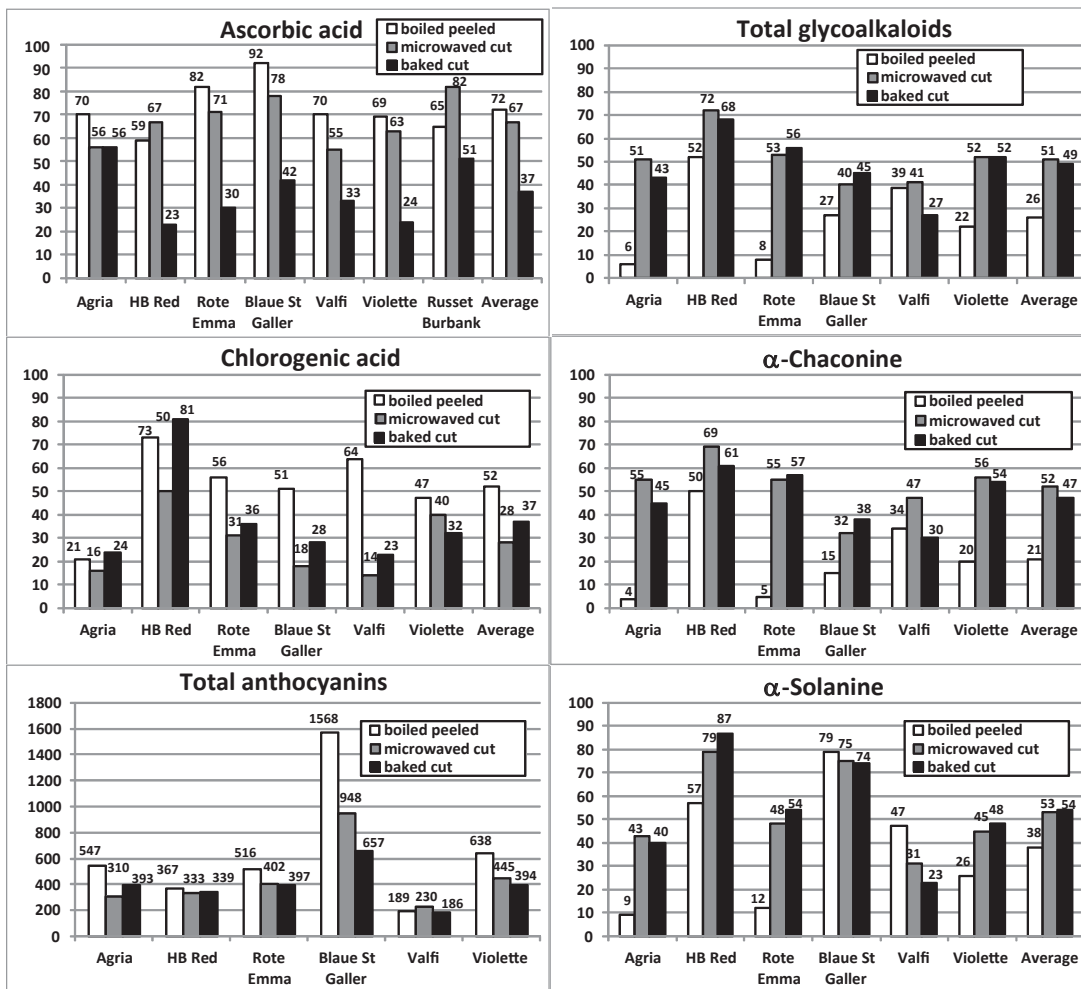 Ascorbic acid
boiled peeled
microwaved cut
baked cut
100
90
80
70
60
50
40
30
20
10
0
70 56 56
59 67 23
82 71 30
92 78 42
70 55 33
69 63 24
65 82 51
72 67 37
Agria HB Red Rote Blaue St Valfi Violette Russet Average
Emma Galler Burbank
Total glycoalkaloids
boiled peeled
microwaved cut
baked cut
100
90
80
70
60
50
40
30
20
10
0
6 51 43
52 72 68
8 53 56
27 40 45
39 41 27
22 52 52
26 51 49
Agria HB Red Rote Blaue St Valfi Violette Average
Emma Galler
Chlorogenic acid
boiled peeled
microwaved cut
baked cut
100
90
80
70
60
50
40
30
20
10
0
21 16 24
73 50 81
56 31 36
51 18 28
64 14 23
47 40 32
52 28 37
Agria HB Red Rote Blaue St Valfi Violette Average
Emma Galler
α-Chaconine
boiled peeled
microwaved cut
baked cut
100
90
80
70
60
50
40
30
20
10
0
4 55 45
50 69 61
5 55 57
15 32 38
34 47 30
20 56 54
21 52 47
Agria HB Red Rote Blaue St Valfi Violette Average
Emma Galler
Total anthocyanins
boiled peeled
microwaved cut
baked cut
1800
1600
1400
1200
1000
800
600
400
200
0
547 310 393
367 333 339
516 402 397
1568 948 657
189 230 186
638 445 394
Agria HB Red Rote Blaue St Valfi Violette
Emma Galler
α-Solanine
boiled peeled
microwaved cut
baked cut
100
90
80
70
60
50
40
30
20
10
0
9 43 40
57 79 87
12 48 54
79 75 74
47 31 23
26 45 48
38 53 54
Agria HB Red Rote Blaue St Valfi Violette Average
Emma Galler